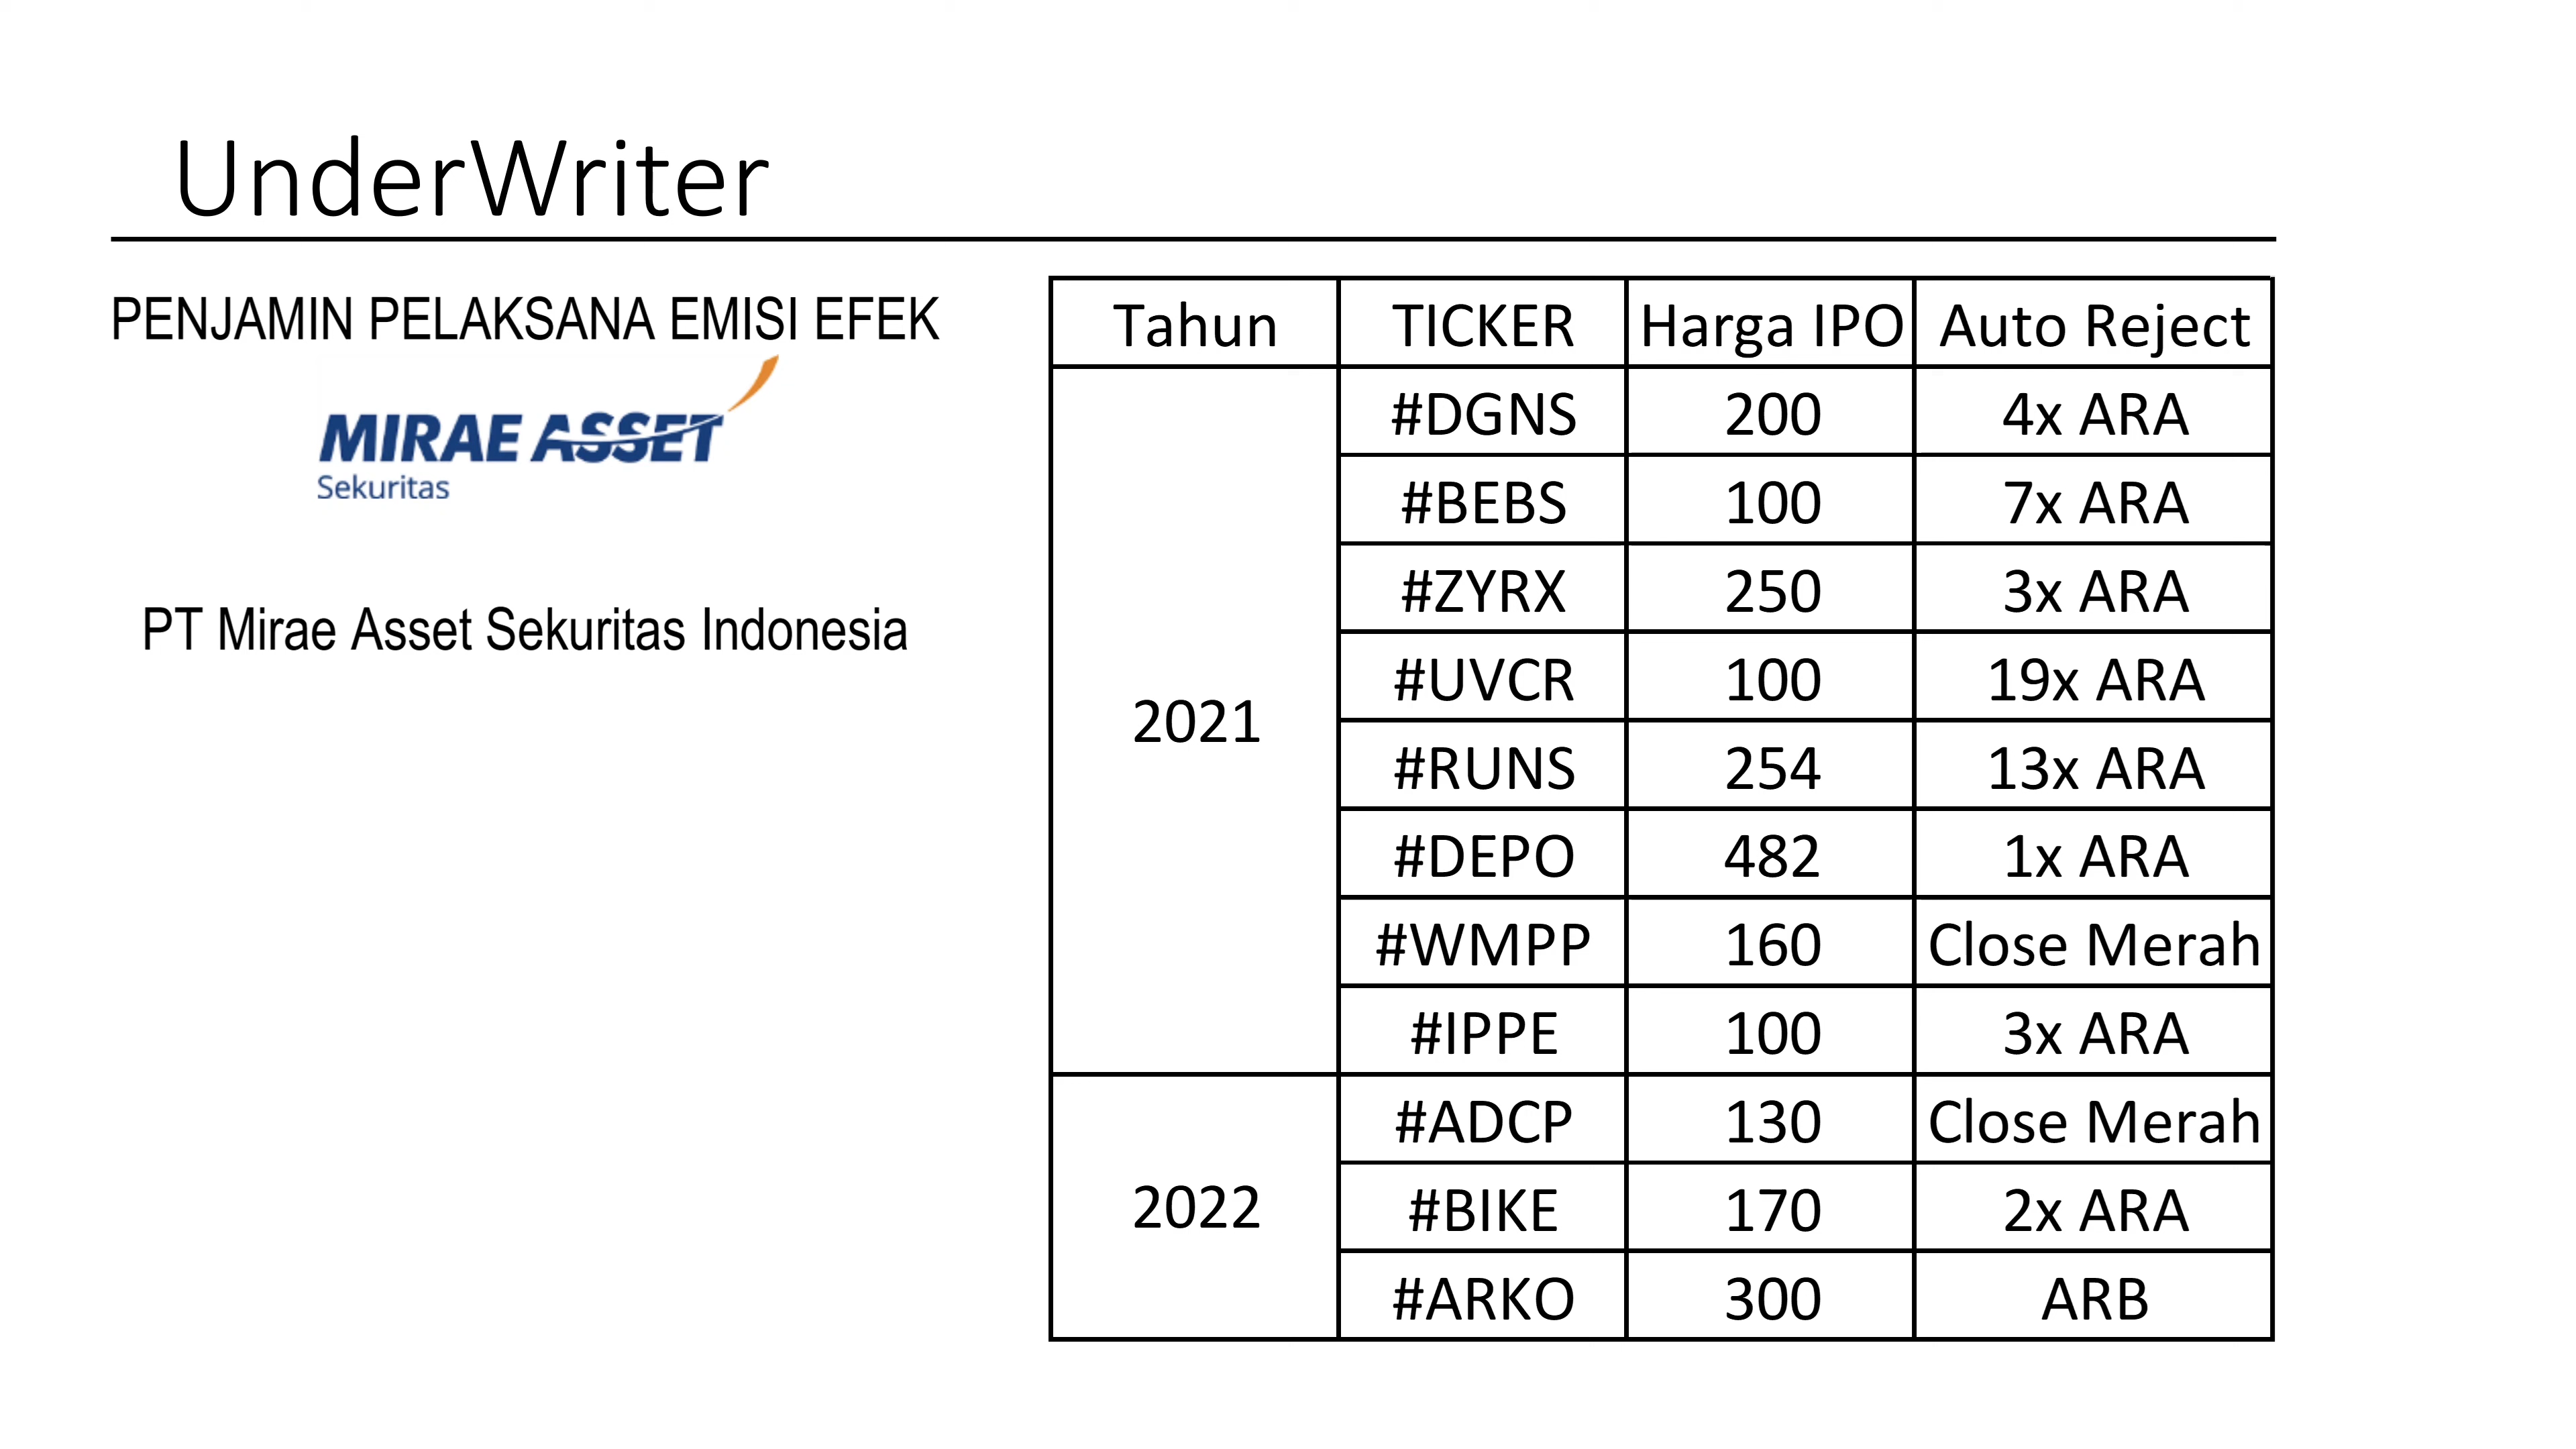 UnderWriter
PENJAMIN PELAKSANA EMISI EFEK
MIRAE ASSET
Sekuritas
PT Mirae Asset Sekuritas Indonesia
Tahun TICKER Harga IPO Auto Reject
2021
#DGNS 200 4x ARA
#BEBS 100 7x ARA
#ZYRX 250 3x ARA
#UVCR 100 19x ARA
#RUNS 254 13x ARA
#DEPO 482 1x ARA
#WMPP 160 Close Merah
#IPPE 100 3x ARA
2022
#ADCP 130 Close Merah
#BIKE 170 2x ARA
#ARKO 300 ARB